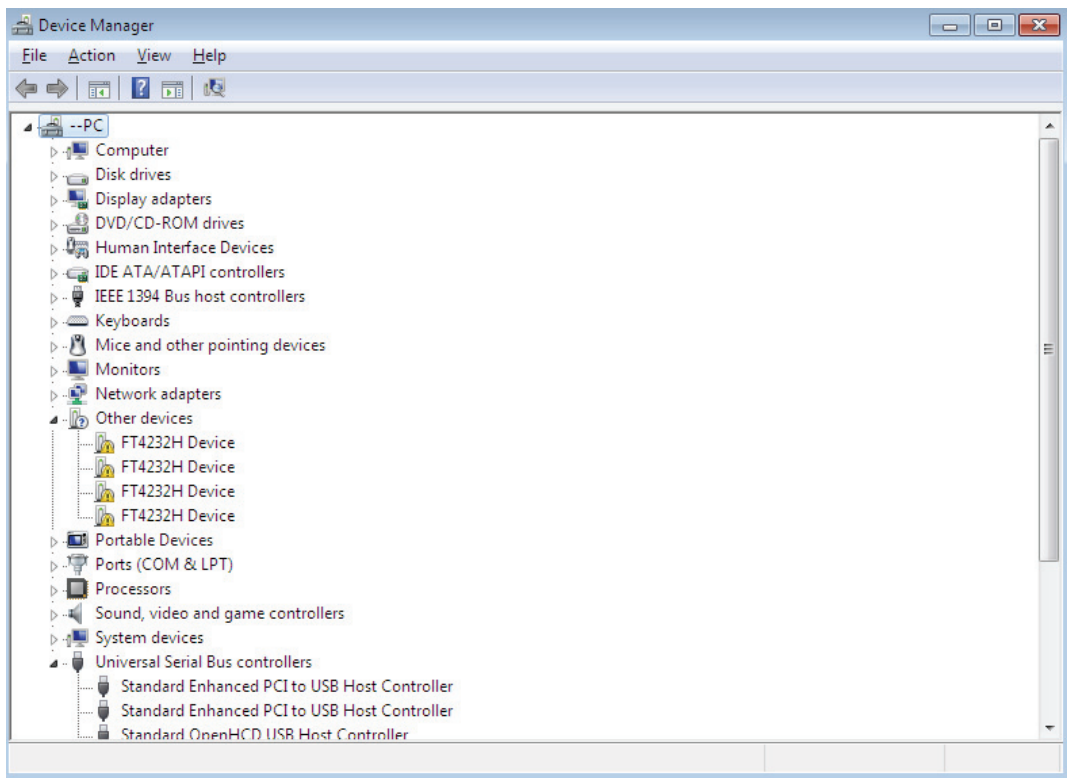 Device Manager
File Action View Help
--PC
Computer
Disk drives
Display adapters
DVD/CD-ROM drives
Human Interface Devices
IDE ATA/ATAPI controllers
IEEE 1394 Bus host controllers
Keyboards
Mice and other pointing devices
Monitors
Network adapters
Other devices
FT4232H Device
FT4232H Device
FT4232H Device
FT4232H Device
Portable Devices
Ports (COM & LPT)
Processors
Sound, video and game controllers
System devices
Universal Serial Bus controllers
Standard Enhanced PCI to USB Host Controller
Standard Enhanced PCI to USB Host Controller
Standard OpenHCD USB Host Controller